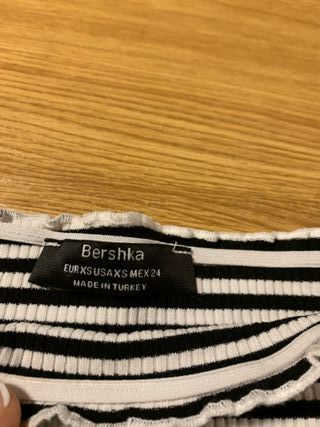 Bershka
EUR XS USA XS MEX 24
MADE IN TURKEY